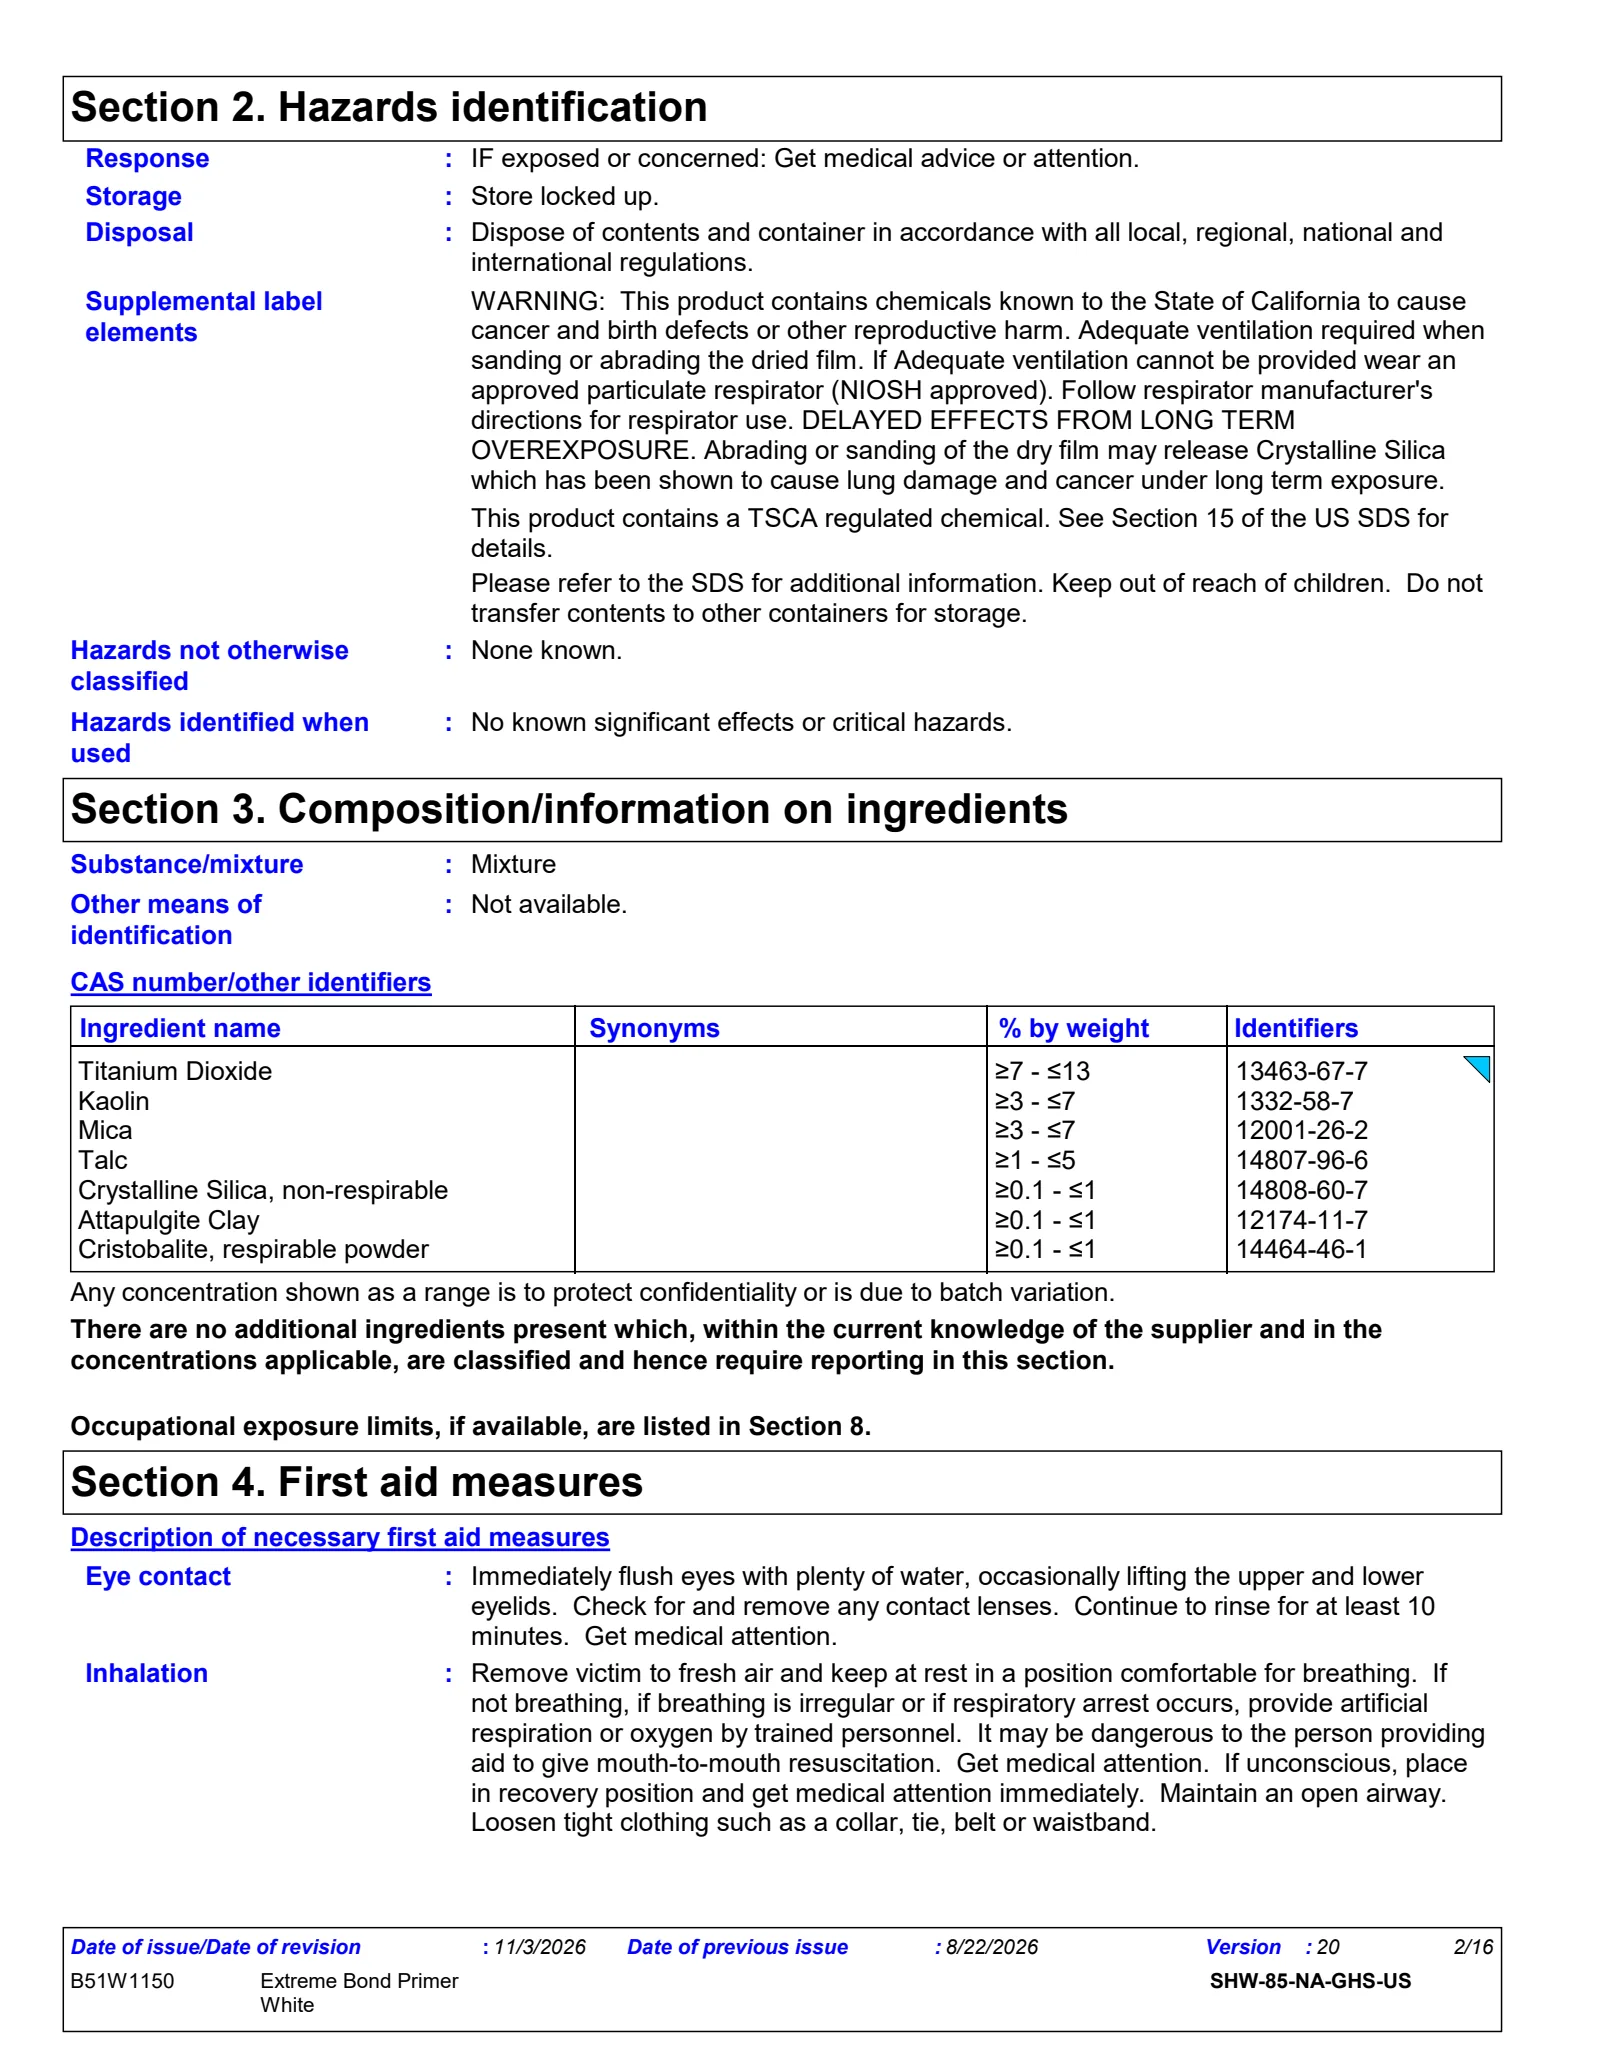 Section 2. Hazards identification
Response : IF exposed or concerned: Get medical advice or attention.
Storage : Store locked up.
Disposal : Dispose of contents and container in accordance with all local, regional, national and
international regulations.
Supplemental label
elements
WARNING:  This product contains chemicals known to the State of California to cause
cancer and birth defects or other reproductive harm. Adequate ventilation required when
sanding or abrading the dried film. If Adequate ventilation cannot be provided wear an
approved particulate respirator (NIOSH approved). Follow respirator manufacturer's
directions for respirator use. DELAYED EFFECTS FROM LONG TERM
OVEREXPOSURE. Abrading or sanding of the dry film may release Crystalline Silica
which has been shown to cause lung damage and cancer under long term exposure.
This product contains a TSCA regulated chemical. See Section 15 of the US SDS for
details.
Please refer to the SDS for additional information. Keep out of reach of children.  Do not
transfer contents to other containers for storage.
Hazards not otherwise
classified
: None known.
Hazards identified when
used
: No known significant effects or critical hazards.
Section 3. Composition/information on ingredients
Substance/mixture : Mixture
Other means of
identification
: Not available.
CAS number/other identifiers
Ingredient name Synonyms % by weight Identifiers
Titanium Dioxide ≥7 - ≤13 13463-67-7
Kaolin ≥3 - ≤7 1332-58-7
Mica ≥3 - ≤7 12001-26-2
Talc ≥1 - ≤5 14807-96-6
Crystalline Silica, non-respirable ≥0.1 - ≤1 14808-60-7
Attapulgite Clay ≥0.1 - ≤1 12174-11-7
Cristobalite, respirable powder ≥0.1 - ≤1 14464-46-1
Any concentration shown as a range is to protect confidentiality or is due to batch variation.
There are no additional ingredients present which, within the current knowledge of the supplier and in the
concentrations applicable, are classified and hence require reporting in this section.
Occupational exposure limits, if available, are listed in Section 8.
Section 4. First aid measures
Description of necessary first aid measures
Eye contact : Immediately flush eyes with plenty of water, occasionally lifting the upper and lower
eyelids.  Check for and remove any contact lenses.  Continue to rinse for at least 10
minutes.  Get medical attention.
Inhalation : Remove victim to fresh air and keep at rest in a position comfortable for breathing.  If
not breathing, if breathing is irregular or if respiratory arrest occurs, provide artificial
respiration or oxygen by trained personnel.  It may be dangerous to the person providing
aid to give mouth-to-mouth resuscitation.  Get medical attention.  If unconscious, place
in recovery position and get medical attention immediately.  Maintain an open airway.
Loosen tight clothing such as a collar, tie, belt or waistband.
Date of issue/Date of revision : 11/3/2026 Date of previous issue : 8/22/2026 Version : 20 2/16
B51W1150 Extreme Bond Primer SHW-85-NA-GHS-US
White